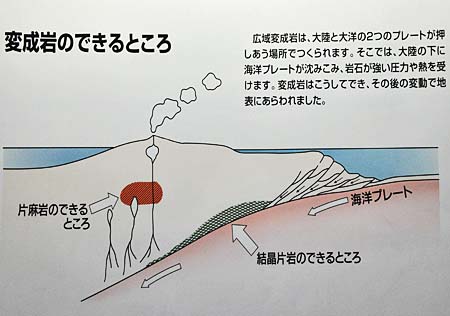 変成岩のできるところ
広域変成岩は、大陸と大洋の2つのプレートが押
しあう場所でつくられます。そこでは、大陸の下に
海洋プレートが沈みこみ、岩石が強い圧力や熱を受
けます。変成岩はこうしてでき、その後の変動で地
表にあらわれました。
片麻岩のできる
ところ
海洋プレート
結晶片岩のできるところ